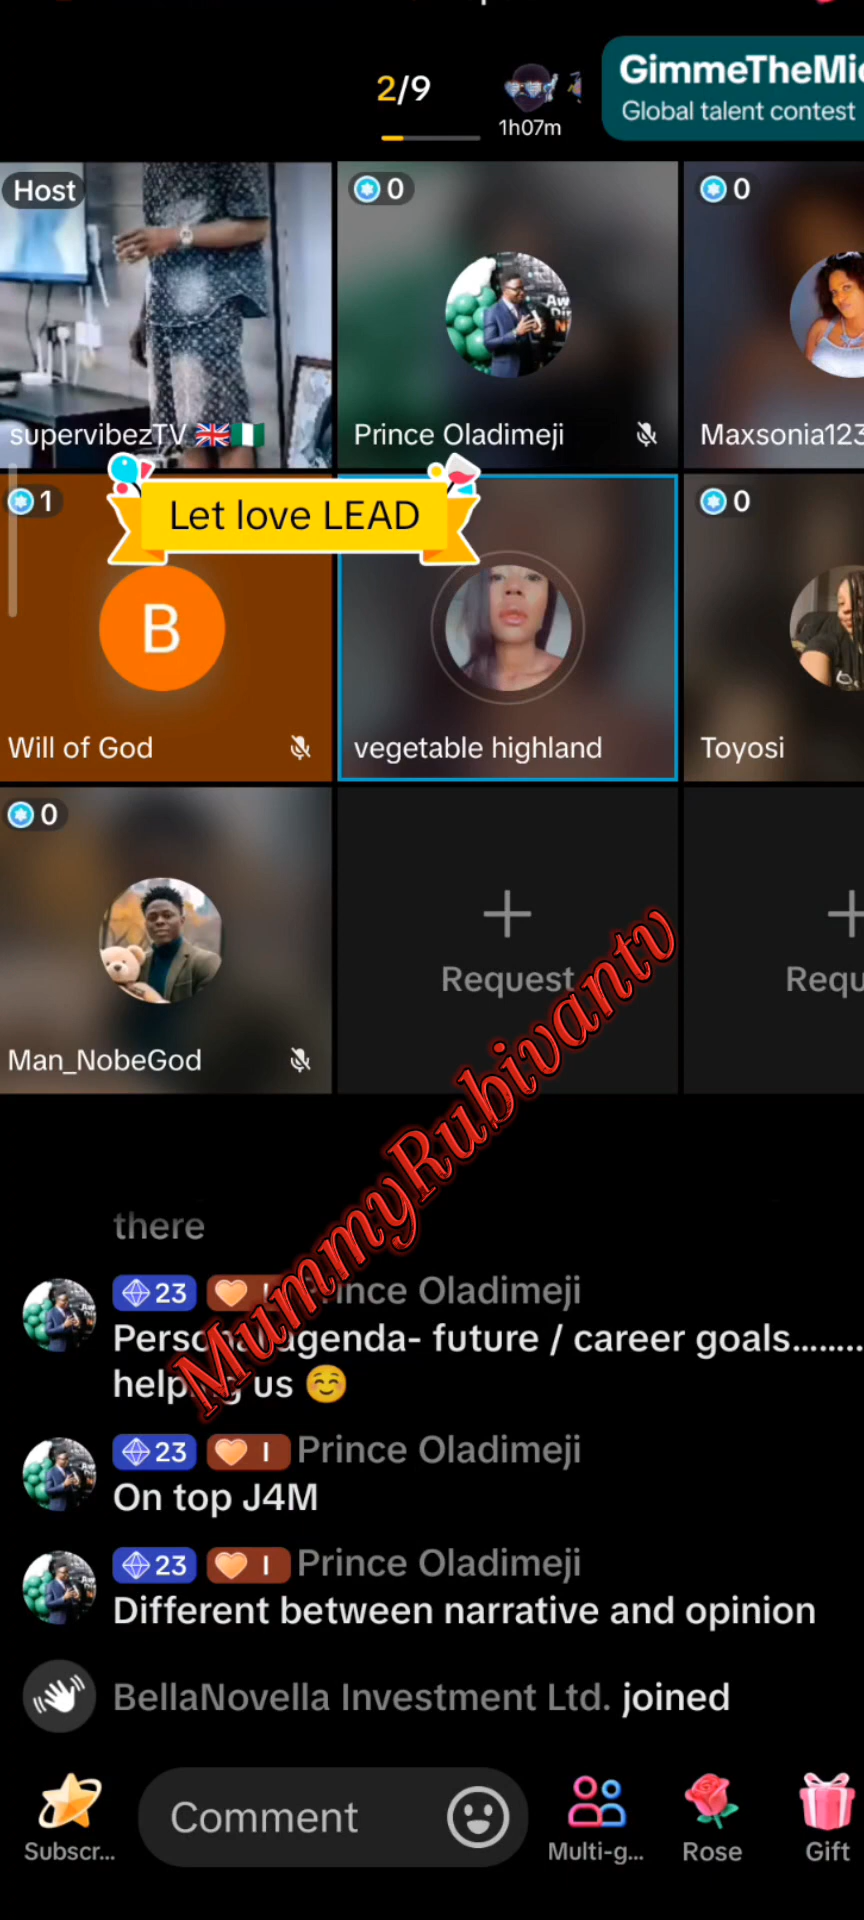 2/9
1h07m
GimmeTheMic
Global talent contest
Host
0
0
supervibezTV 🇬🇧🇳🇬
Prince Oladimeji
Maxsonia123
1
Let love LEAD
0
B
Will of God
vegetable highland
Toyosi
0
Man_NobeGod
Request
Requ
MummyRubivantv
there
23 I Prince Oladimeji
Personal agenda- future / career goals........
helping us ☺️
23 I Prince Oladimeji
On top J4M
23 I Prince Oladimeji
Different between narrative and opinion
BellaNovella Investment Ltd. joined
Comment
Subscr...
Multi-g...
Rose
Gift